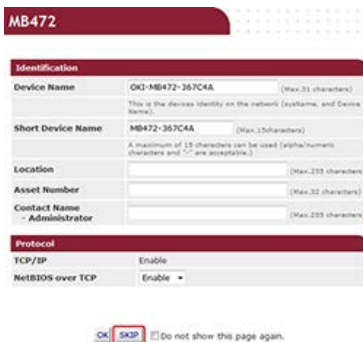 MB472
Identification
Device Name OKI-MB472-367C4A (Max.31 characters)
This is the devices identity on the network (sysName, and Device Name).
Short Device Name MB472-367C4A (Max.15characters)
A maximum of 15 characters can be used (alpha/numeric
characters and "-" are acceptable.)
Location (Max.255 characters
Asset Number (Max.32 characters)
Contact Name
- Administrator (Max.255 characters
Protocol
TCP/IP Enable
NetBIOS over TCP Enable
OK SKIP Do not show this page again.